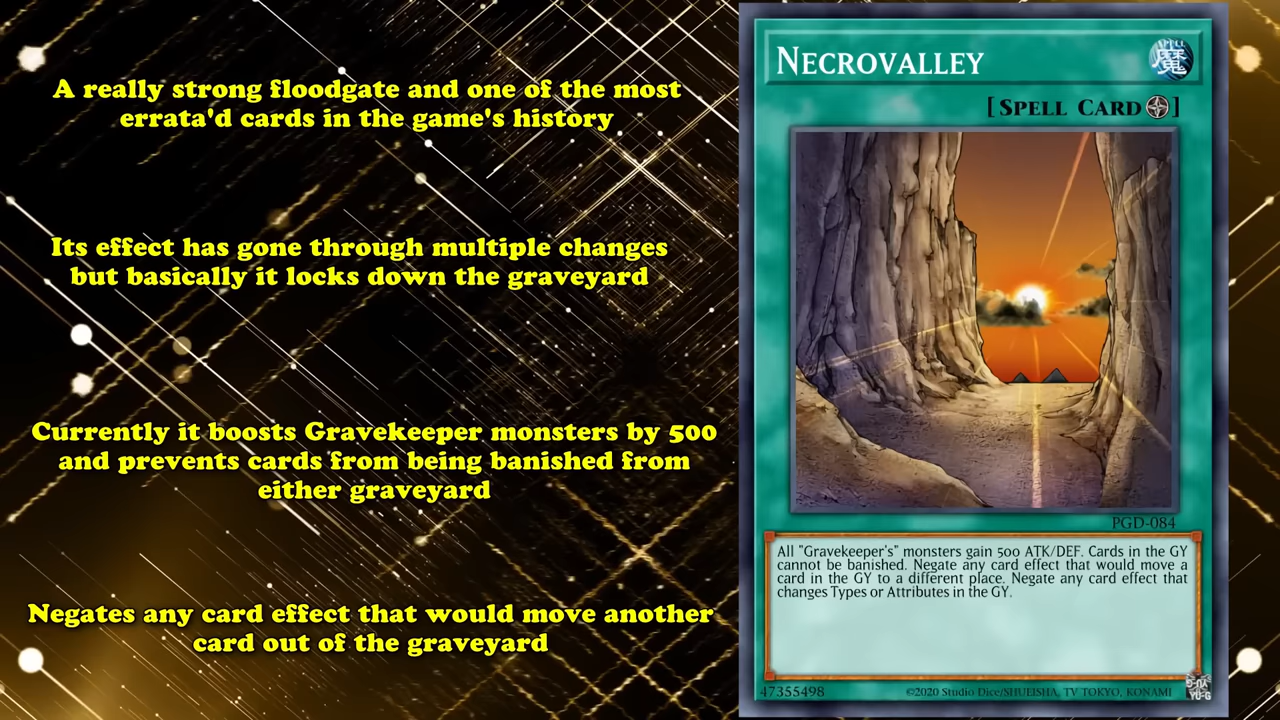 A really strong floodgate and one of the most
errata'd cards in the game's history
Its effect has gone through multiple changes
but basically it locks down the graveyard
Currently it boosts Gravekeeper monsters by 500
and prevents cards from being banished from
either graveyard
Negates any card effect that would move another
card out of the graveyard
NECROVALLEY
魔
[SPELL CARD]
PGD-084
All "Gravekeeper's" monsters gain 500 ATK/DEF. Cards in the GY
cannot be banished. Negate any card effect that would move a
card in the GY to a different place. Negate any card effect that
changes Types or Attributes in the GY.
47355498
©2020 Studio Dice/SHUEISHA, TV TOKYO, KONAMI